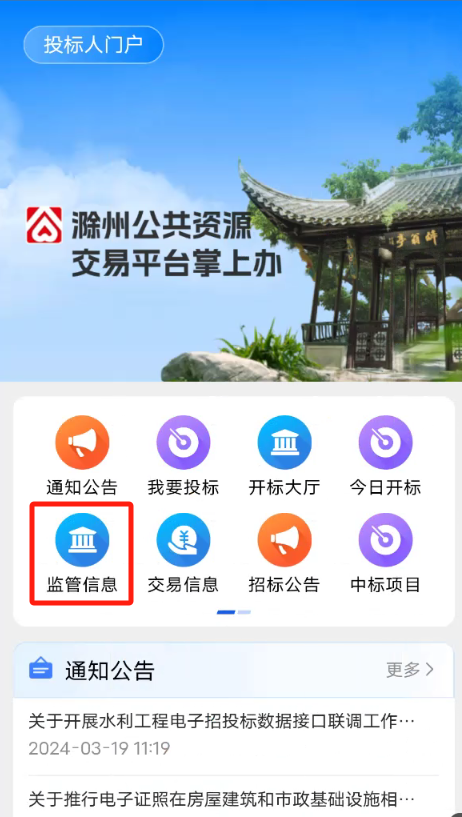 投标人门户
滁州公共资源
交易平台掌上办
醉翁亭
通知公告
我要投标
开标大厅
今日开标
监管信息
交易信息
招标公告
中标项目
通知公告
更多
关于开展水利工程电子招投标数据接口联调工作…
2024-03-19 11:19
关于推行电子证照在房屋建筑和市政基础设施相…